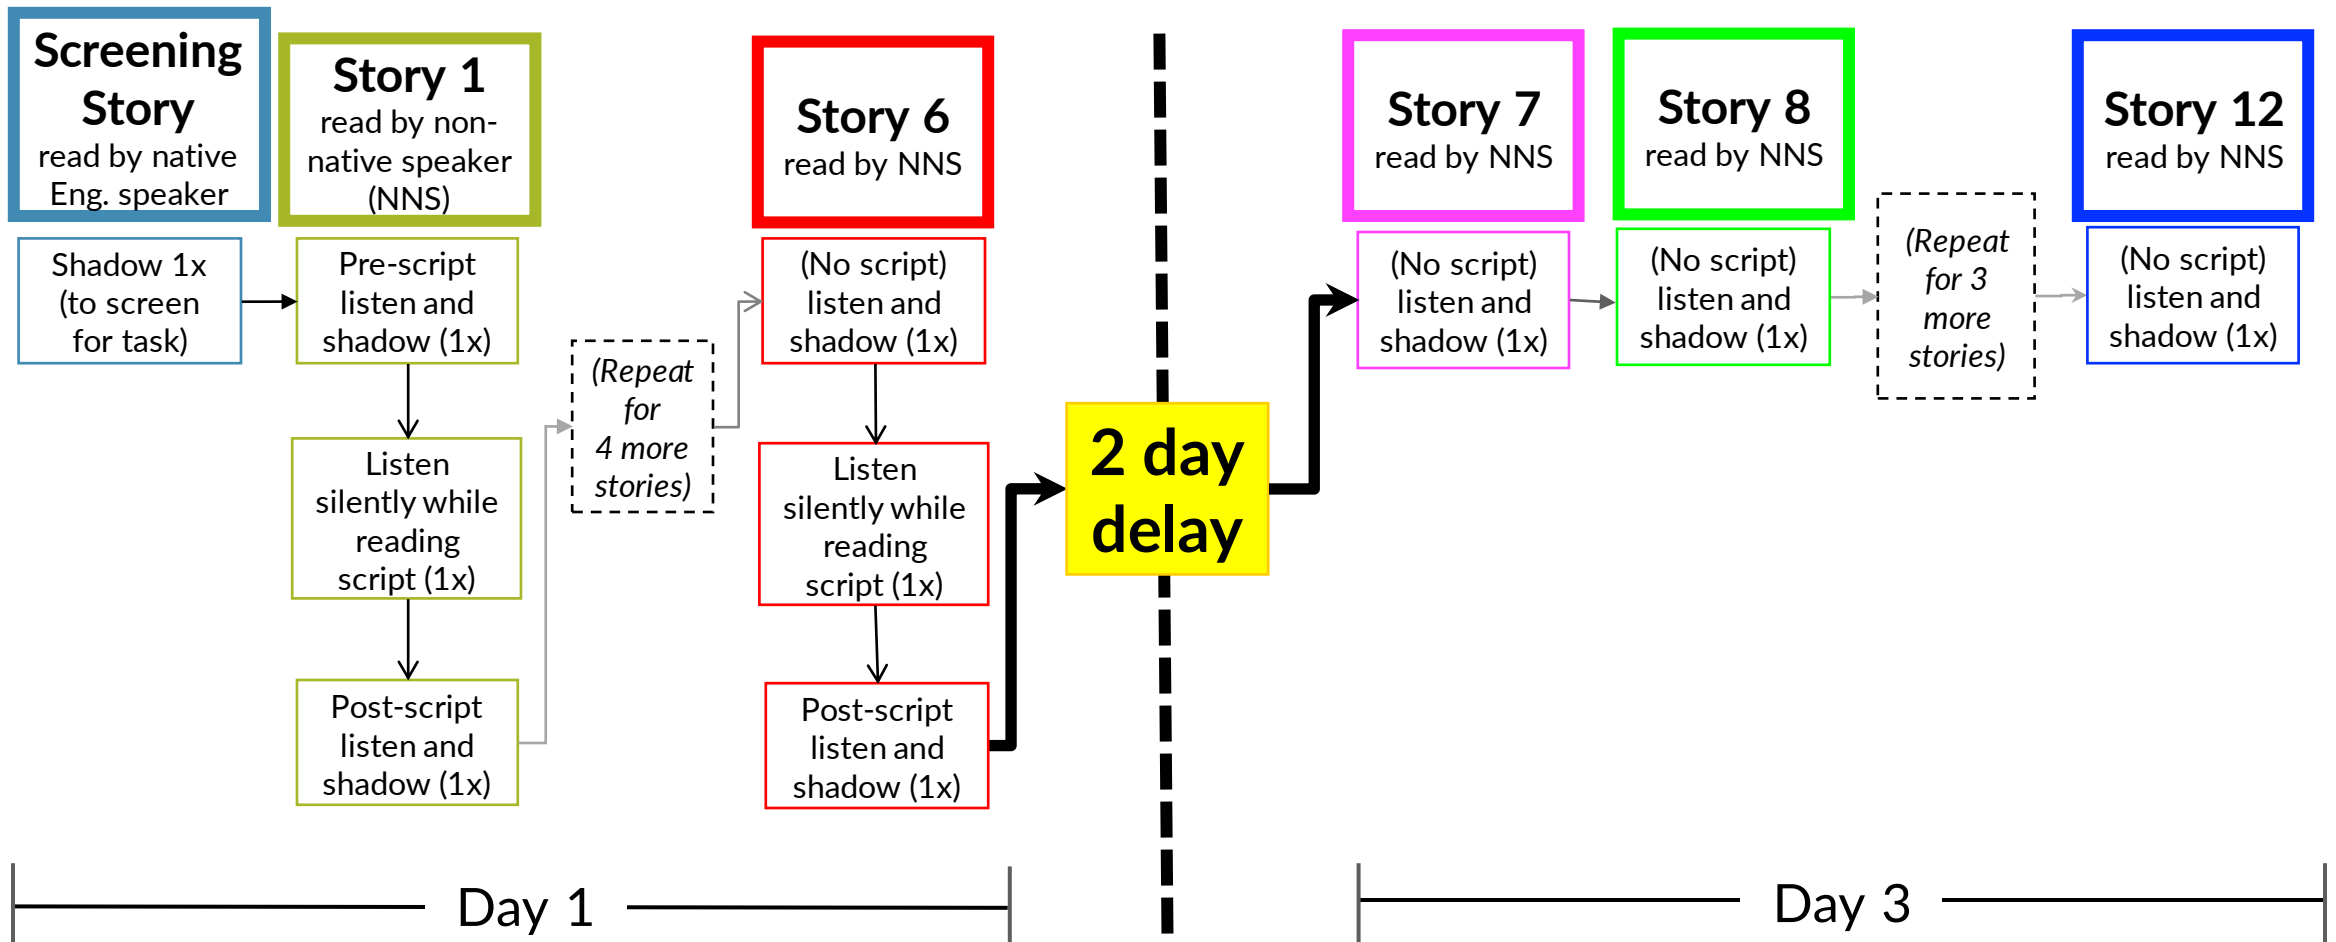 Screening
Story
read by native
Eng. speaker
Shadow 1x
(to screen
for task)
Story 1
read by non-
native speaker
(NNS)
Pre-script
listen and
shadow (1x)
Listen
silently while
reading
script (1x)
Post-script
listen and
shadow (1x)
(Repeat
for
4 more
stories)
Story 6
read by NNS
(No script)
listen and
shadow (1x)
Listen
silently while
reading
script (1x)
Post-script
listen and
shadow (1x)
2 day
delay
Story 7
read by NNS
(No script)
listen and
shadow (1x)
Story 8
read by NNS
(No script)
listen and
shadow (1x)
(Repeat
for 3
more
stories)
Story 12
read by NNS
(No script)
listen and
shadow (1x)
Day 1
Day 3